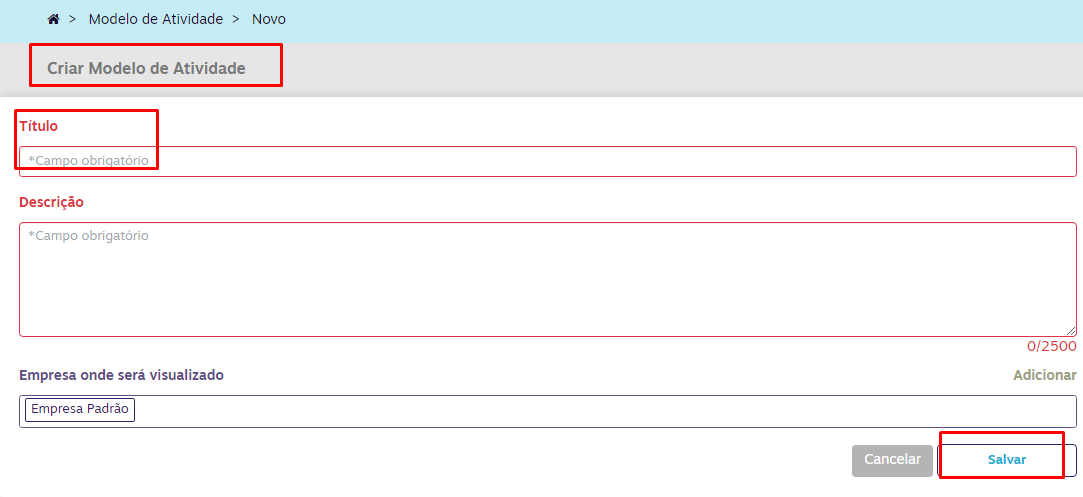 > Modelo de Atividade > Novo
Criar Modelo de Atividade
Título
*Campo obrigatório
Descrição
*Campo obrigatório
0/2500
Empresa onde será visualizado Adicionar
Empresa Padrão
Cancelar Salvar